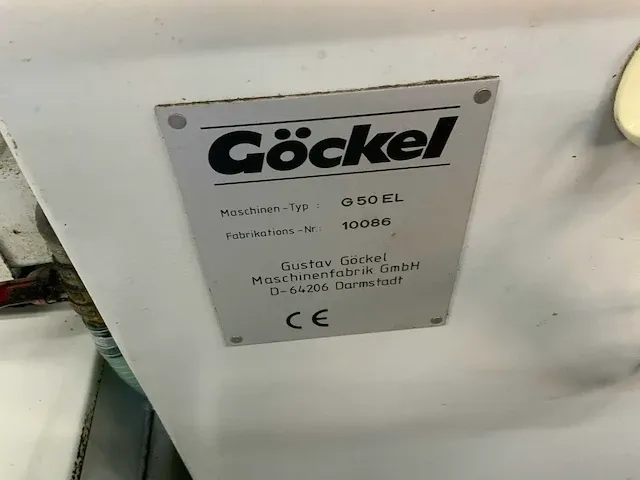 Göckel
Maschinen-Typ : G 50 EL
Fabrikations-Nr.: 10086
Gustav Göckel
Maschinenfabrik GmbH
D-64206 Darmstadt
CE